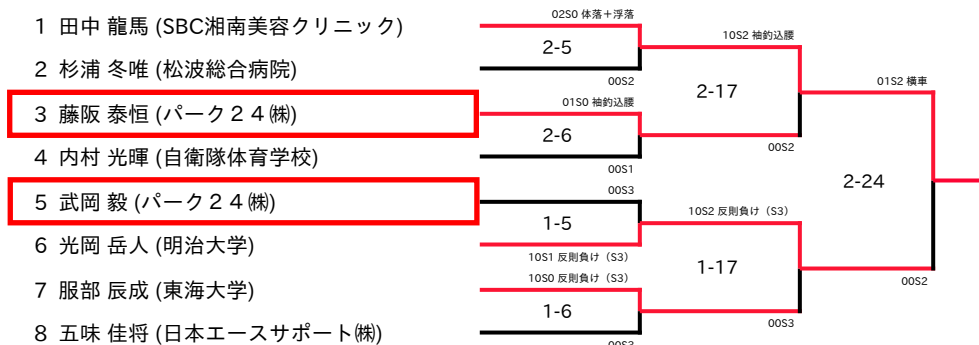 1 田中 龍馬 (SBC湘南美容クリニック)
2 杉浦 冬唯 (松波総合病院)
3 藤阪 泰恒 (パーク２４㈱)
4 内村 光暉 (自衛隊体育学校)
5 武岡 毅 (パーク２４㈱)
6 光岡 岳人 (明治大学)
7 服部 辰成 (東海大学)
8 五味 佳将 (日本エースサポート㈱)
02S0 体落＋浮落
2-5
00S2
01S0 袖釣込腰
2-6
00S1
00S3
1-5
10S1 反則負け（S3）
10S0 反則負け（S3）
1-6
00S3
10S2 袖釣込腰
2-17
00S2
10S2 反則負け（S3）
1-17
00S3
01S2 横車
2-24
00S2